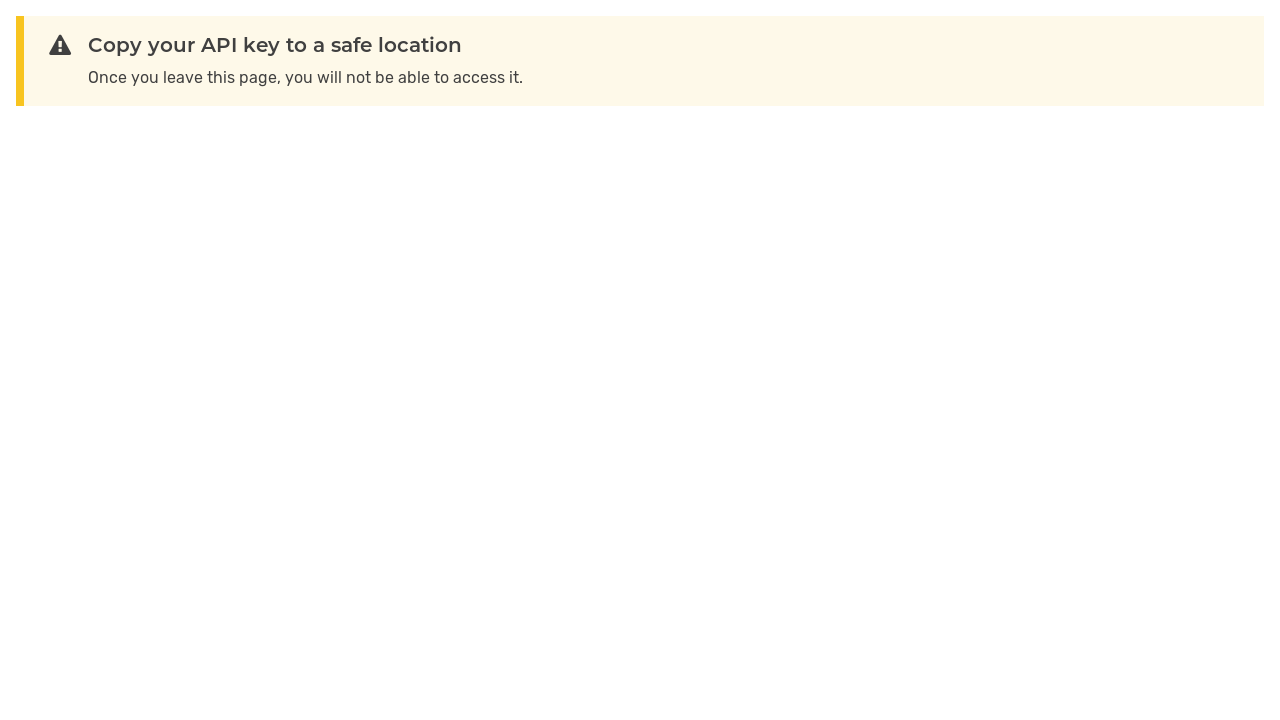 Copy your API key to a safe location
Once you leave this page, you will not be able to access it.